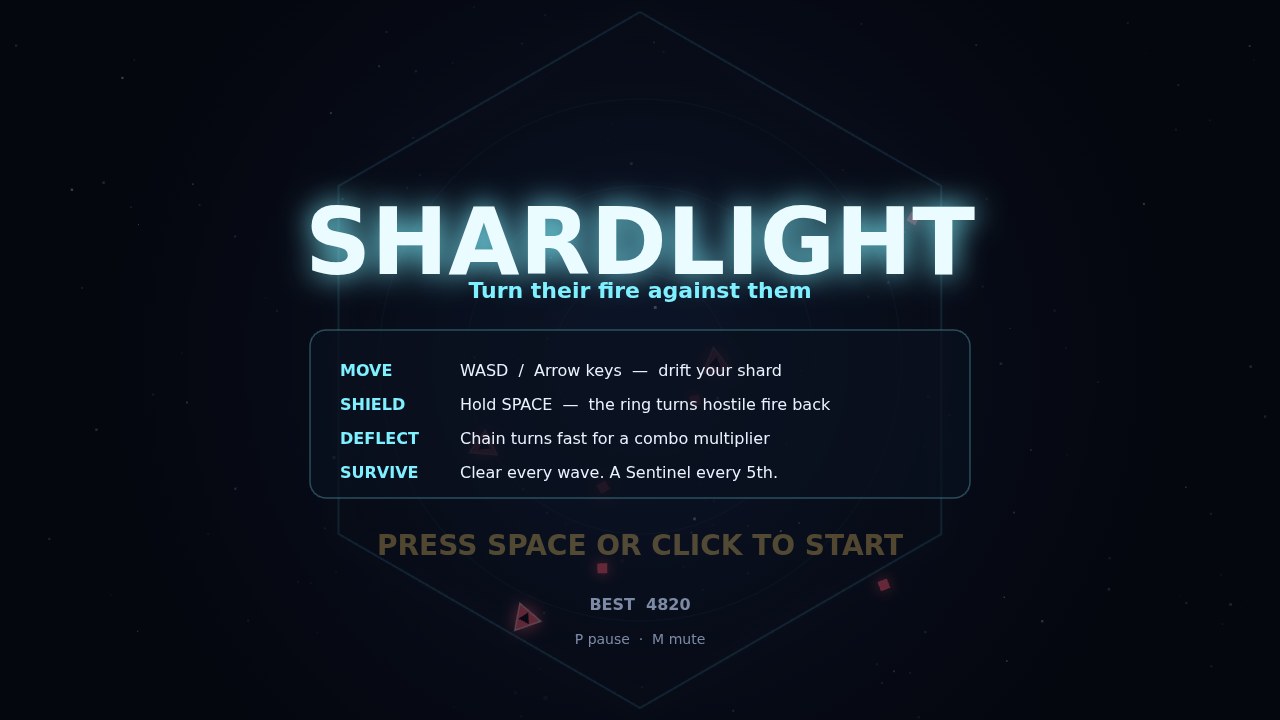 SHARDLIGHT
Turn their fire against them
MOVE WASD / Arrow keys — drift your shard
SHIELD Hold SPACE — the ring turns hostile fire back
DEFLECT Chain turns fast for a combo multiplier
SURVIVE Clear every wave. A Sentinel every 5th.
PRESS SPACE OR CLICK TO START
BEST 4820
P pause · M mute